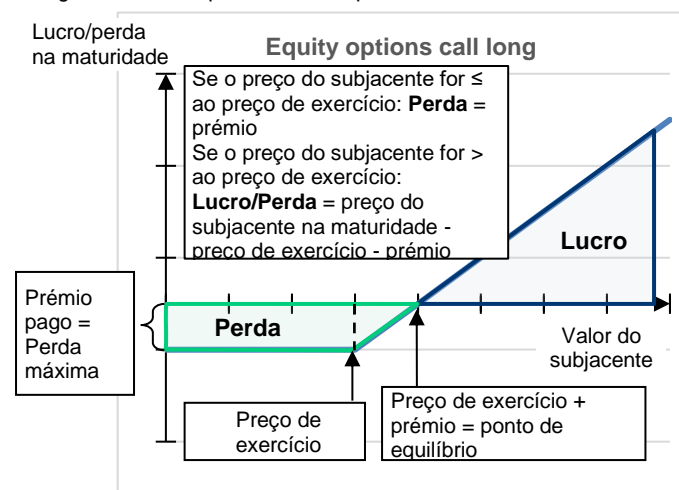 Lucro/perda
na maturidade
Equity options call long
Se o preço do subjacente for ≤
ao preço de exercício: Perda =
prémio
Se o preço do subjacente for >
ao preço de exercício:
Lucro/Perda = preço do
subjacente na maturidade -
preço de exercício - prémio
Lucro
Prémio
pago =
Perda
máxima
Perda
Valor do
subjacente
Preço de
exercício
Preço de exercício +
prémio = ponto de
equilíbrio